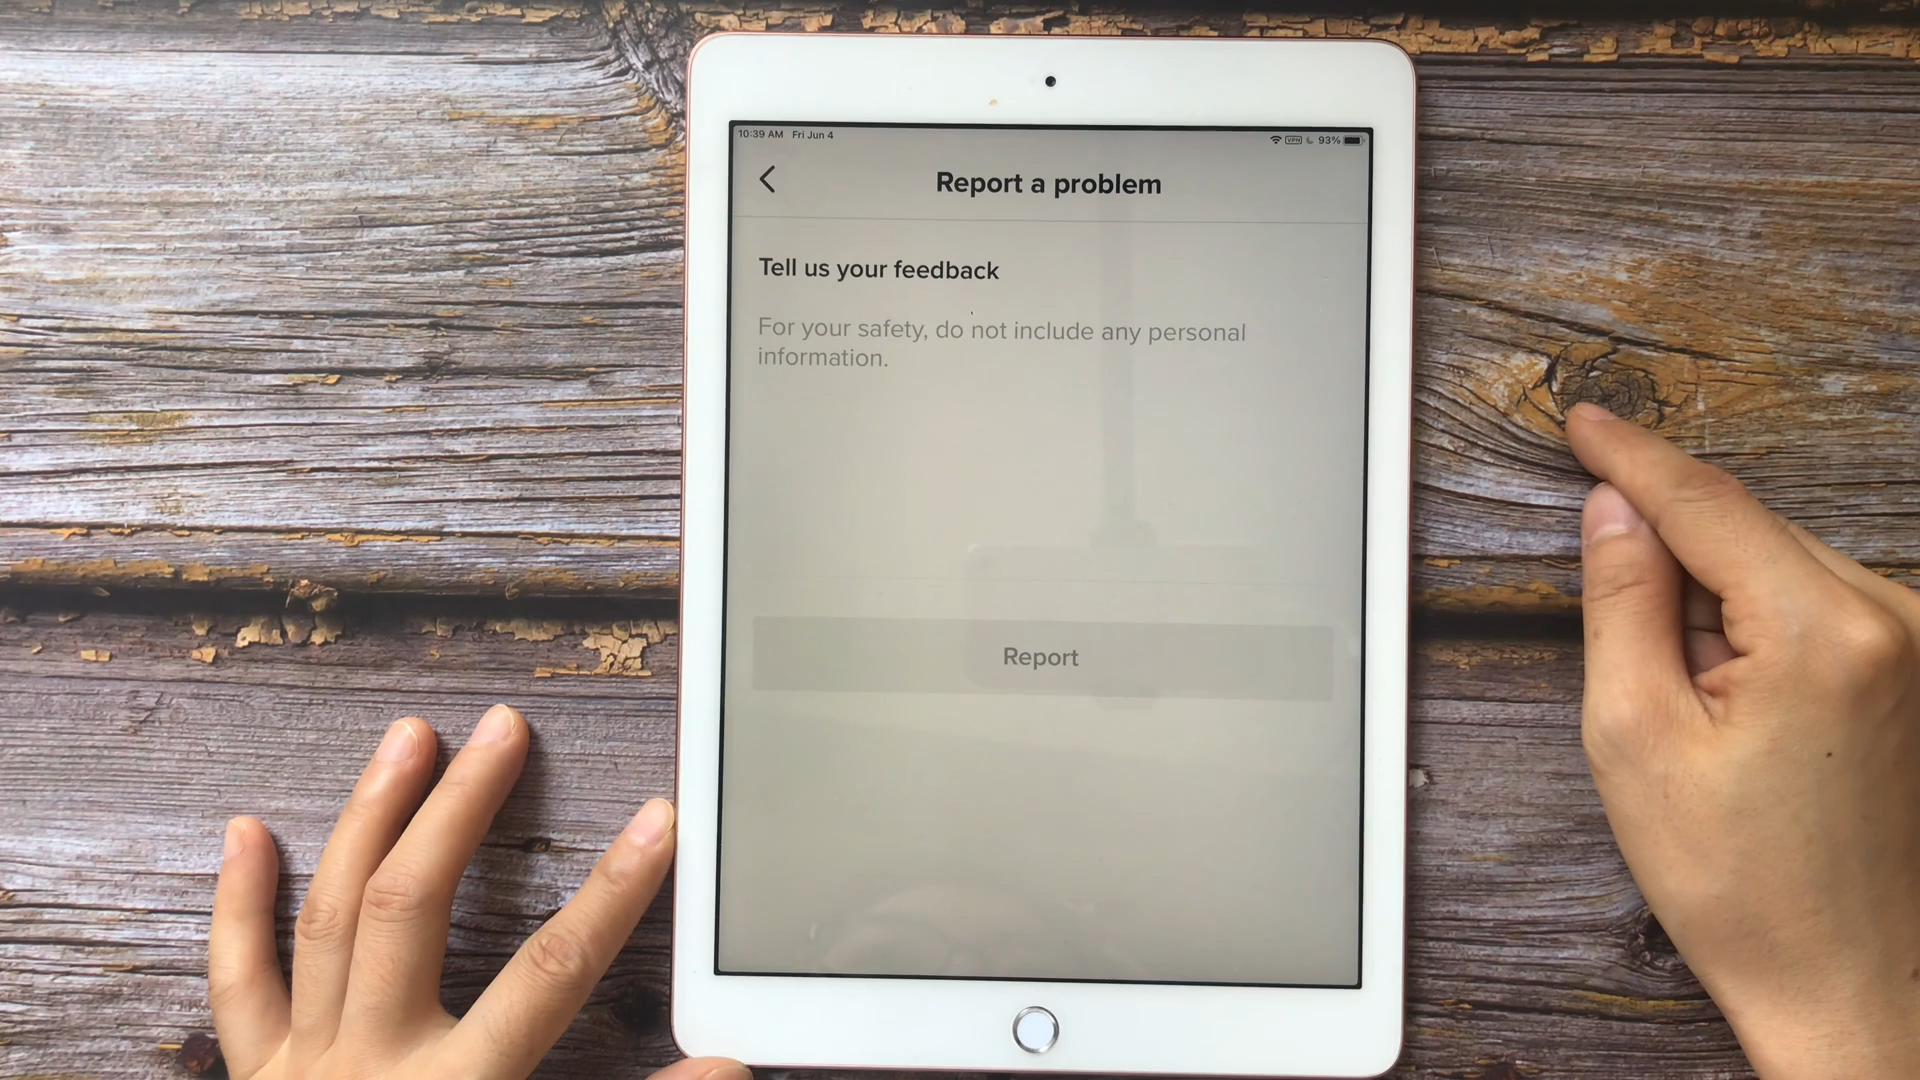 10:39 AM Fri Jun 4
VPN 93%
Report a problem
Tell us your feedback
For your safety, do not include any personal
information.
Report